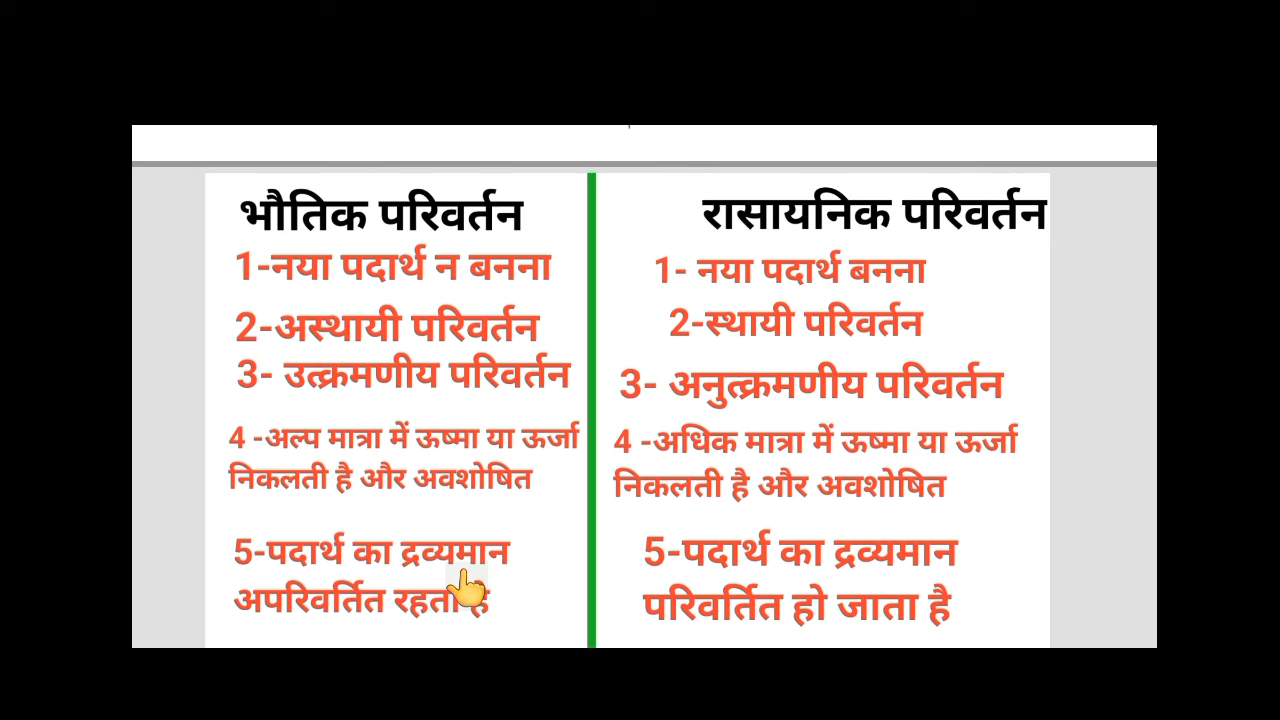 भौतिक परिवर्तन
1-नया पदार्थ न बनना
2-अस्थायी परिवर्तन
3- उत्क्रमणीय परिवर्तन
4 -अल्प मात्रा में ऊष्मा या ऊर्जा
निकलती है और अवशोषित
5-पदार्थ का द्रव्यमान
अपरिवर्तित रहता है
रासायनिक परिवर्तन
1- नया पदार्थ बनना
2-स्थायी परिवर्तन
3- अनुत्क्रमणीय परिवर्तन
4 -अधिक मात्रा में ऊष्मा या ऊर्जा
निकलती है और अवशोषित
5-पदार्थ का द्रव्यमान
परिवर्तित हो जाता है